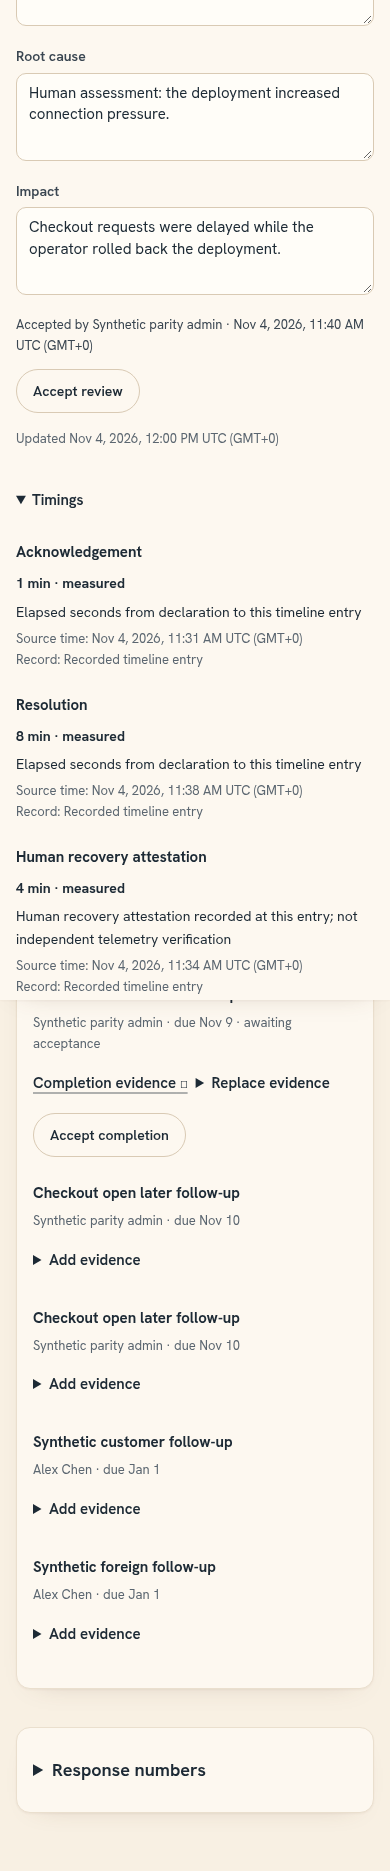 Root cause
Human assessment: the deployment increased
connection pressure.
Impact
Checkout requests were delayed while the
operator rolled back the deployment.
Accepted by Synthetic parity admin · Nov 4, 2026, 11:40 AM
UTC (GMT+0)
Accept review
Updated Nov 4, 2026, 12:00 PM UTC (GMT+0)
▼ Timings
Acknowledgement
1 min · measured
Elapsed seconds from declaration to this timeline entry
Source time: Nov 4, 2026, 11:31 AM UTC (GMT+0)
Record: Recorded timeline entry
Resolution
8 min · measured
Elapsed seconds from declaration to this timeline entry
Source time: Nov 4, 2026, 11:38 AM UTC (GMT+0)
Record: Recorded timeline entry
Human recovery attestation
4 min · measured
Human recovery attestation recorded at this entry; not
independent telemetry verification
Source time: Nov 4, 2026, 11:34 AM UTC (GMT+0)
Record: Recorded timeline entry
Synthetic parity admin · due Nov 9 · awaiting
acceptance
Completion evidence ▶ Replace evidence
Accept completion
Checkout open later follow-up
Synthetic parity admin · due Nov 10
▶ Add evidence
Checkout open later follow-up
Synthetic parity admin · due Nov 10
▶ Add evidence
Synthetic customer follow-up
Alex Chen · due Jan 1
▶ Add evidence
Synthetic foreign follow-up
Alex Chen · due Jan 1
▶ Add evidence
▶ Response numbers